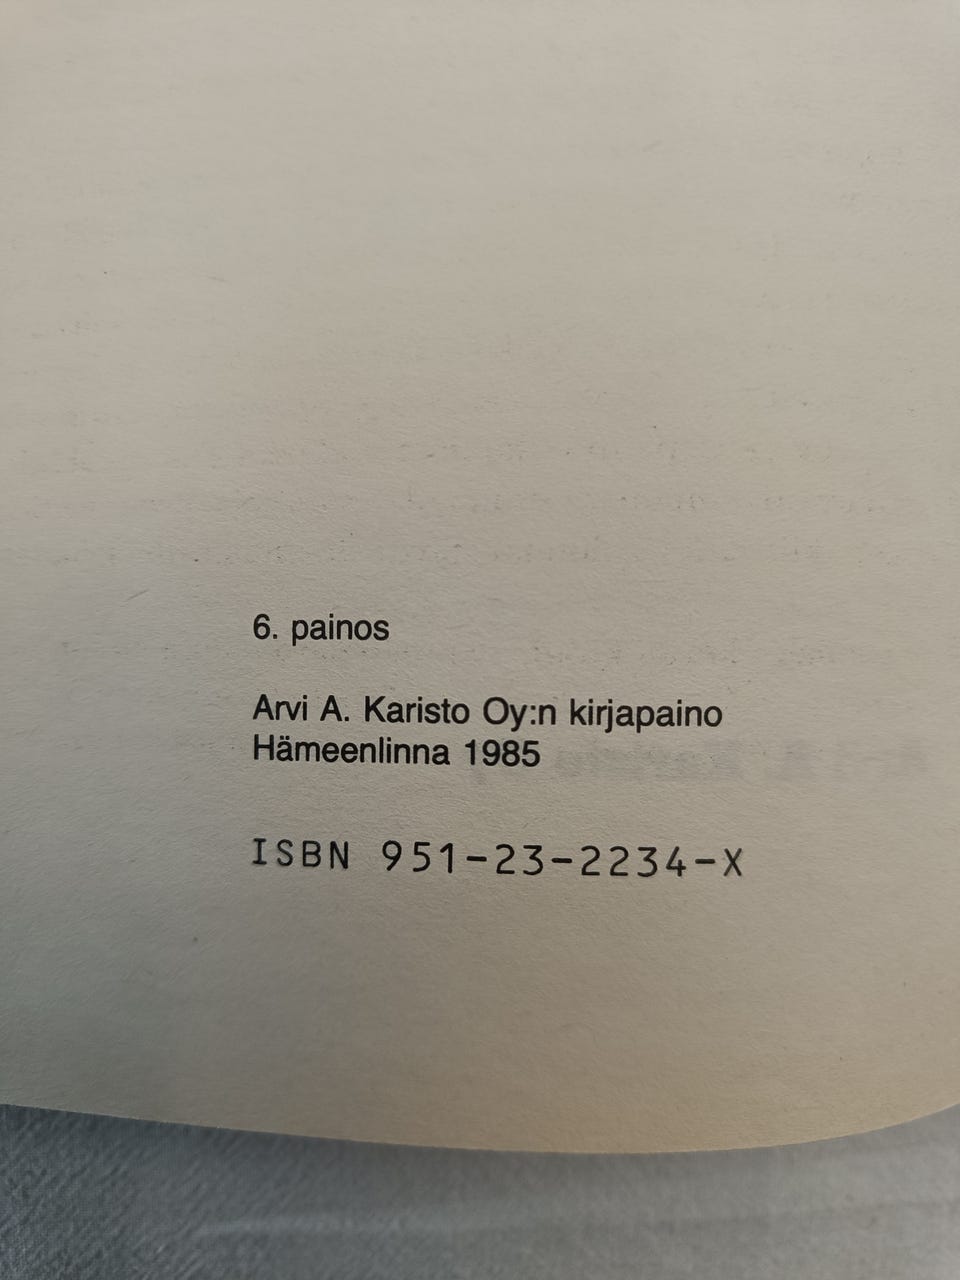 6. painos
Arvi A. Karisto Oy:n kirjapaino
Hämeenlinna 1985
ISBN 951-23-2234-X